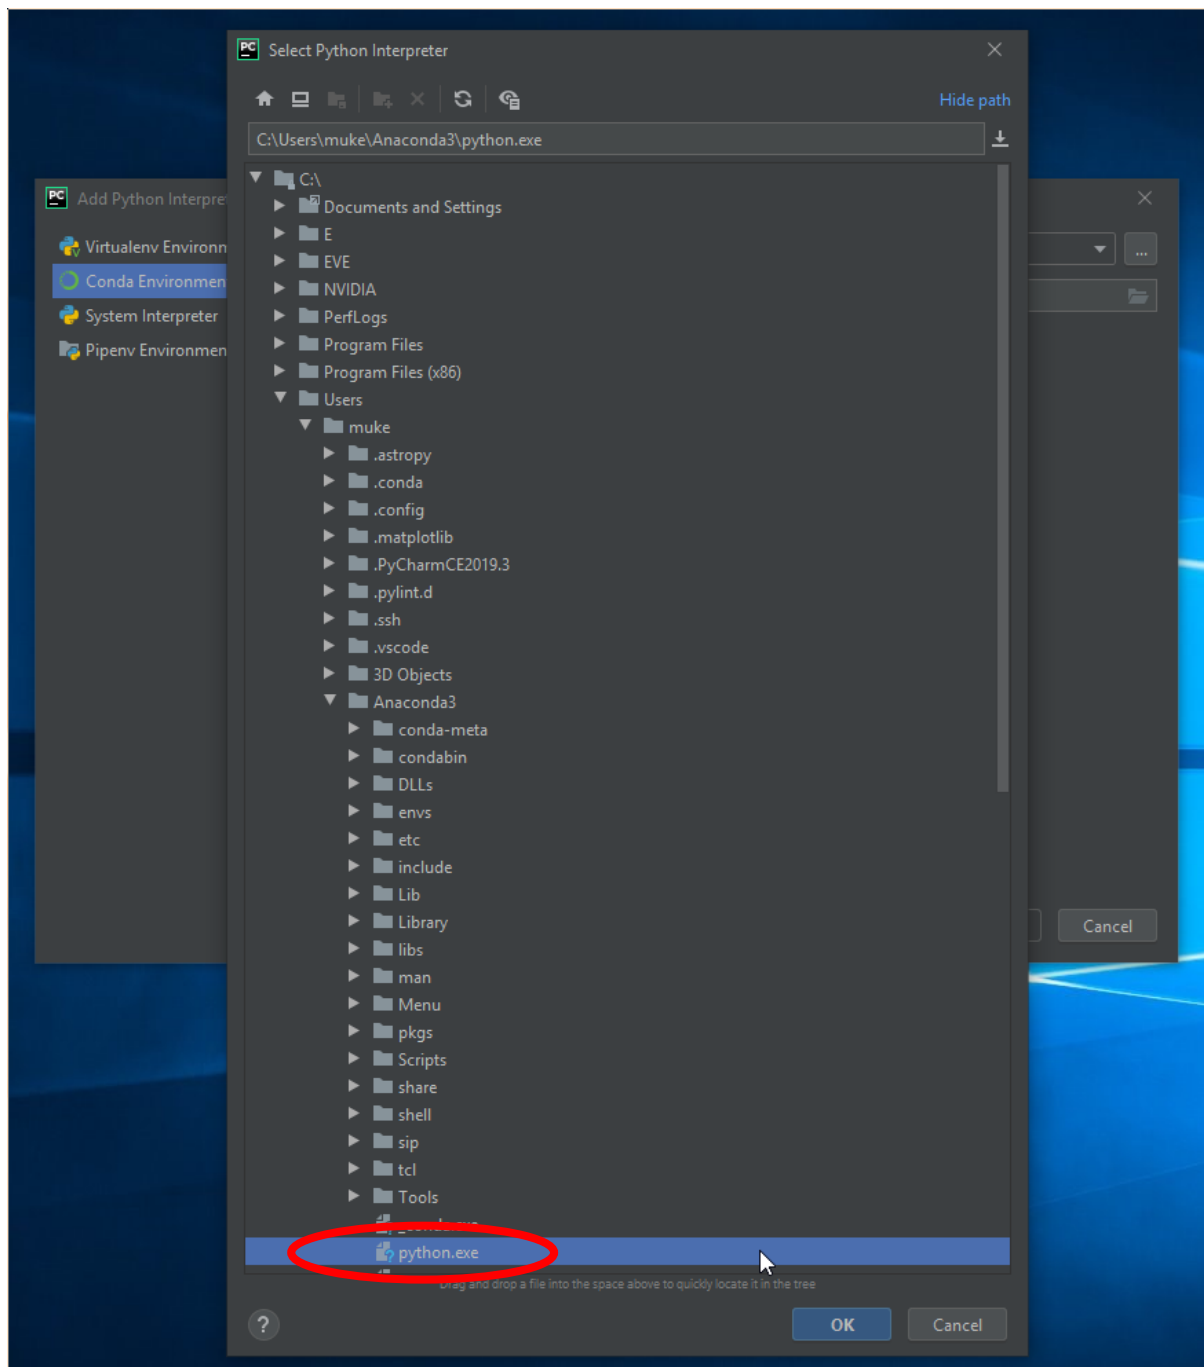 PC Select Python Interpreter
Hide path
C:\Users\muke\Anaconda3\python.exe
C:\
Documents and Settings
E
EVE
NVIDIA
PerfLogs
Program Files
Program Files (x86)
Users
muke
.astropy
.conda
.config
.matplotlib
.PyCharmCE2019.3
.pylint.d
.ssh
.vscode
3D Objects
Anaconda3
conda-meta
condabin
DLLs
envs
etc
include
Lib
Library
libs
man
Menu
pkgs
Scripts
share
shell
sip
tcl
Tools
_conda.exe
python.exe
Drag and drop a file into the space above to quickly locate it in the tree
? OK Cancel
PC Add Python Interpre
Virtualenv Environn
Conda Environmen
System Interpreter
Pipenv Environmen
...
Cancel